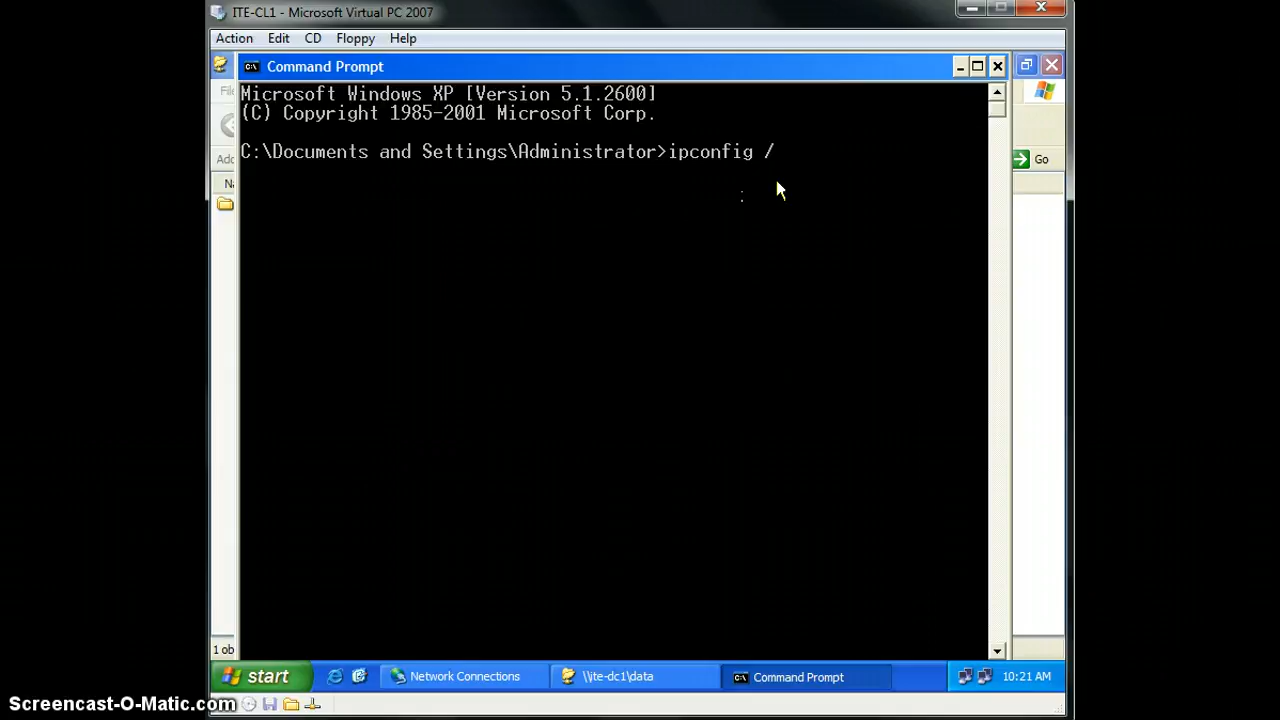 ITE-CL1 - Microsoft Virtual PC 2007
Action Edit CD Floppy Help
Command Prompt
Microsoft Windows XP [Version 5.1.2600]
(C) Copyright 1985-2001 Microsoft Corp.
C:\Documents and Settings\Administrator>ipconfig /
Go
1 ob
start Network Connections \\ite-dc1\data Command Prompt 10:21 AM
Screencast-O-Matic.com